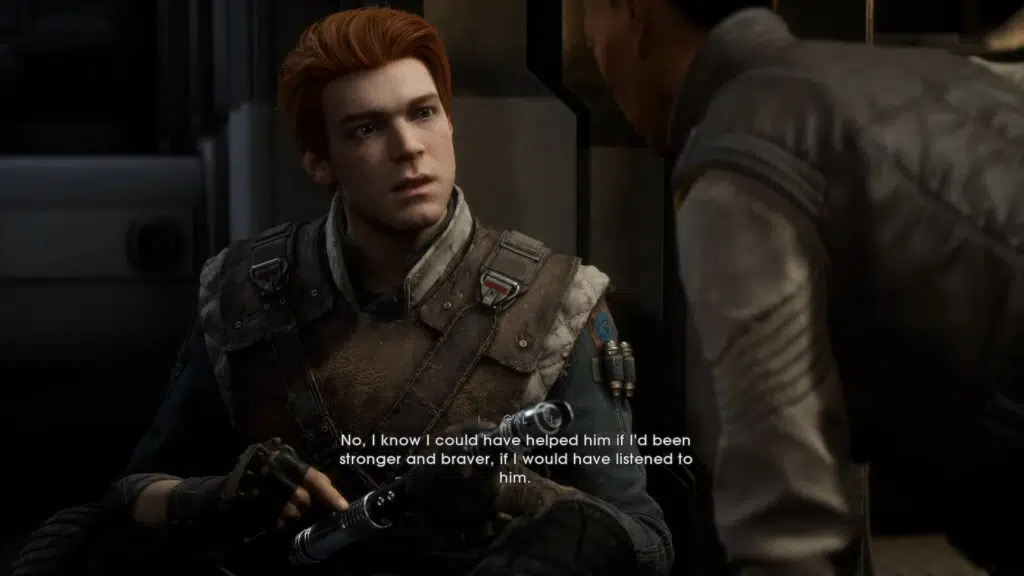 No, I know I could have helped him if I'd been
stronger and braver, if I would have listened to
him.